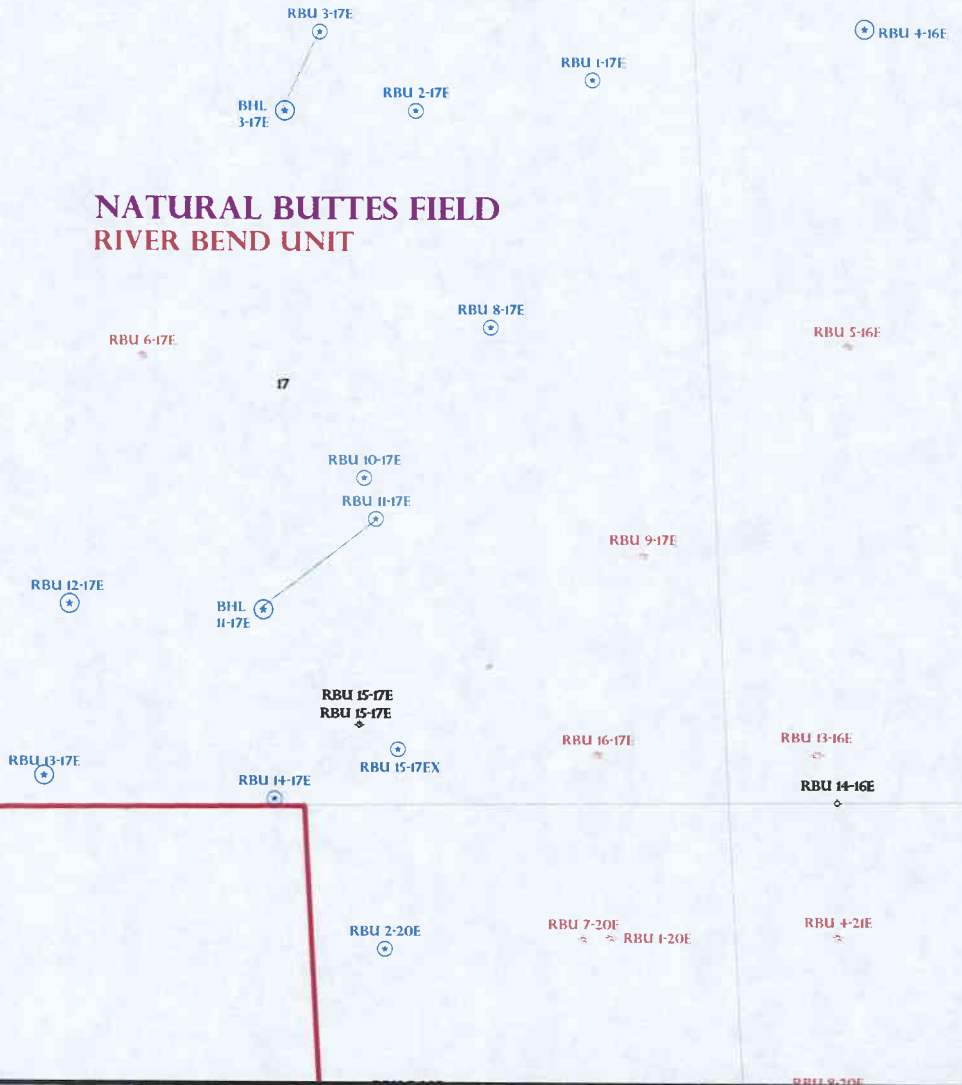 RBU 3-17E
RBU 4-16E
RBU 1-17E
RBU 2-17E
BHL
3-17E
NATURAL BUTTES FIELD
RIVER BEND UNIT
RBU 8-17E
RBU 5-16E
RBU 6-17E
17
RBU 10-17E
RBU 11-17E
RBU 9-17E
RBU 12-17E
BHL
11-17E
RBU 15-17E
RBU 15-17E
RBU 16-17E
RBU 13-16E
RBU 13-17E
RBU 15-17EX
RBU 14-17E
RBU 14-16E
RBU 2-20E
RBU 7-20E
RBU 1-20E
RBU 4-21E
RBU 8-20E